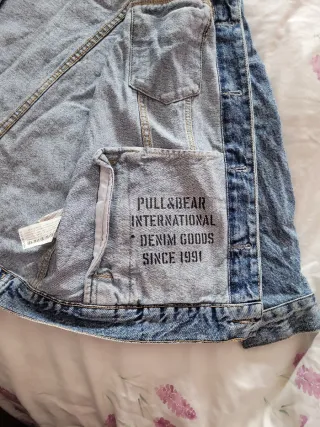 PULL&BEAR
INTERNATIONAL
* DENIM GOODS
SINCE 1991